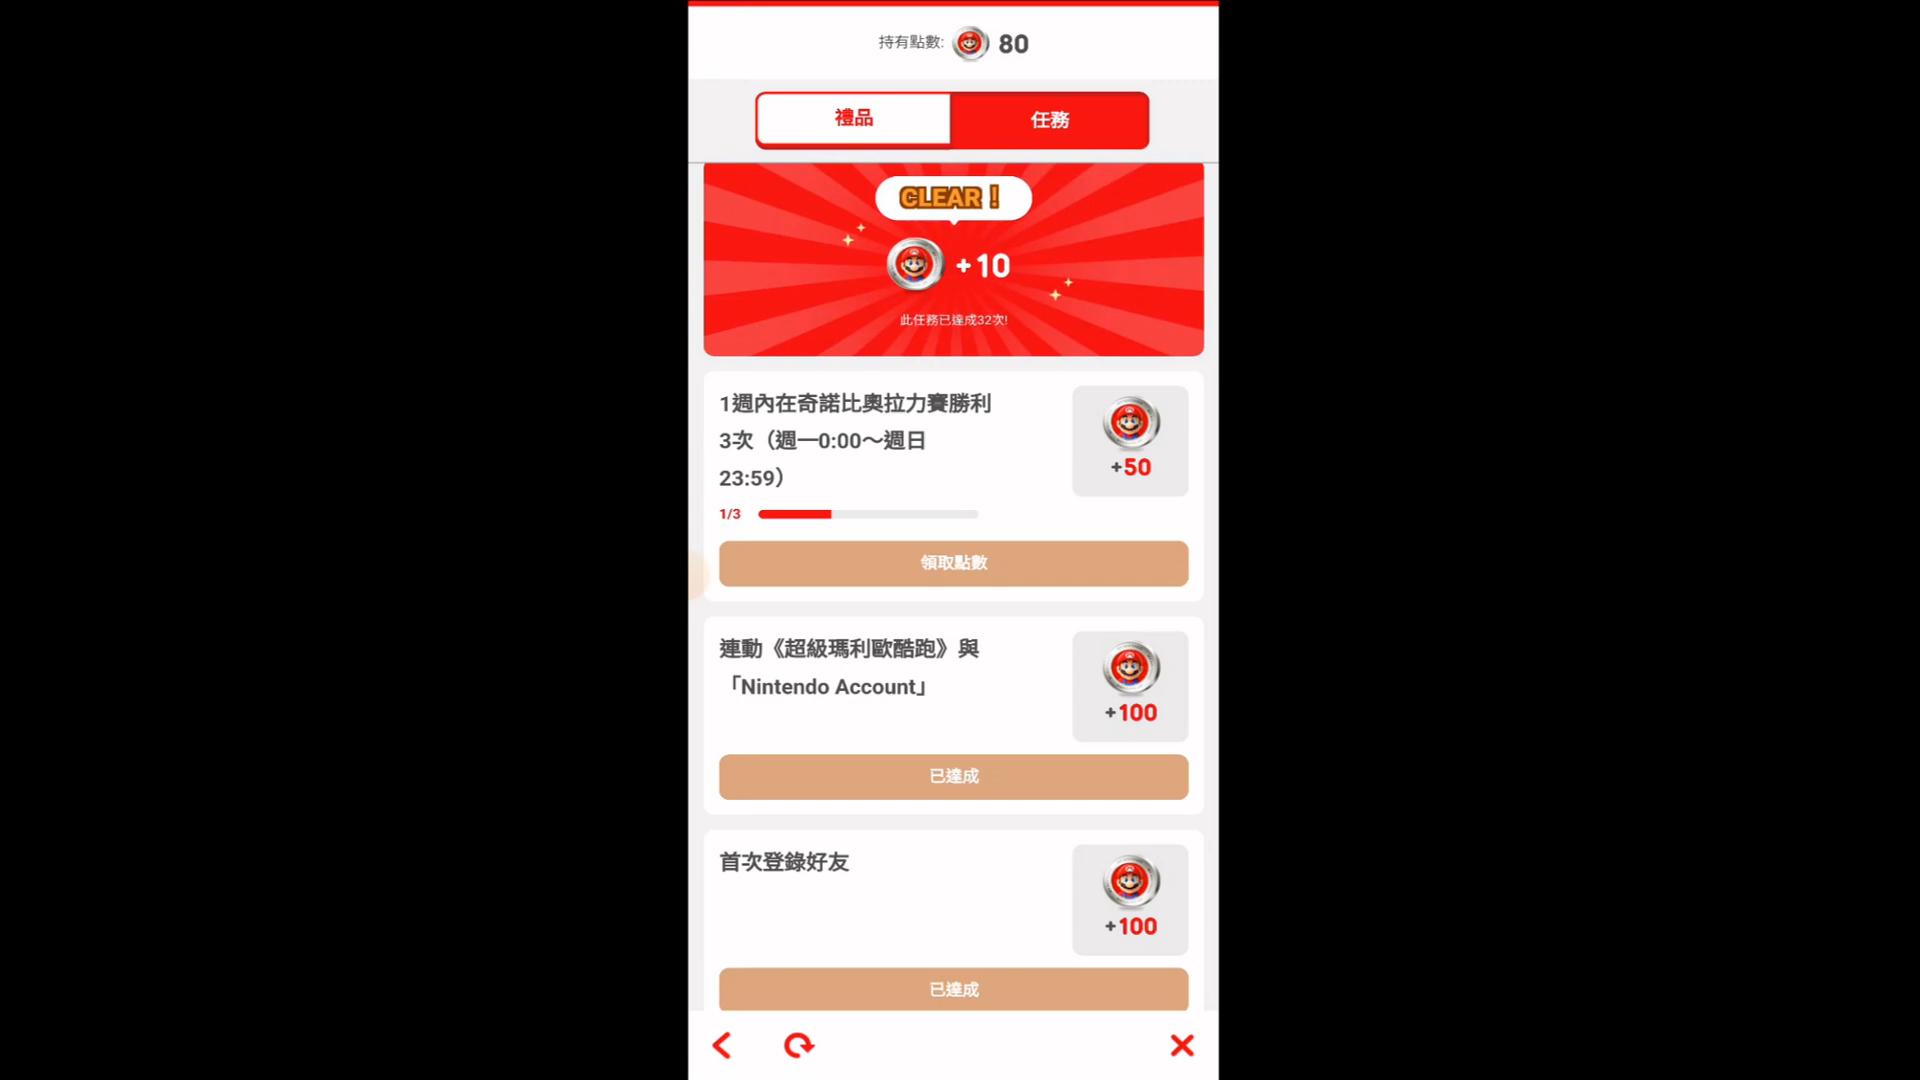 持有點數: 80
禮品
任務
CLEAR!
+10
此任務已達成32次!
1週內在奇諾比奧拉力賽勝利
3次（週一0:00～週日
23:59）
+50
1/3
領取點數
連動《超級瑪利歐酷跑》與
「Nintendo Account」
+100
已達成
首次登錄好友
+100
已達成